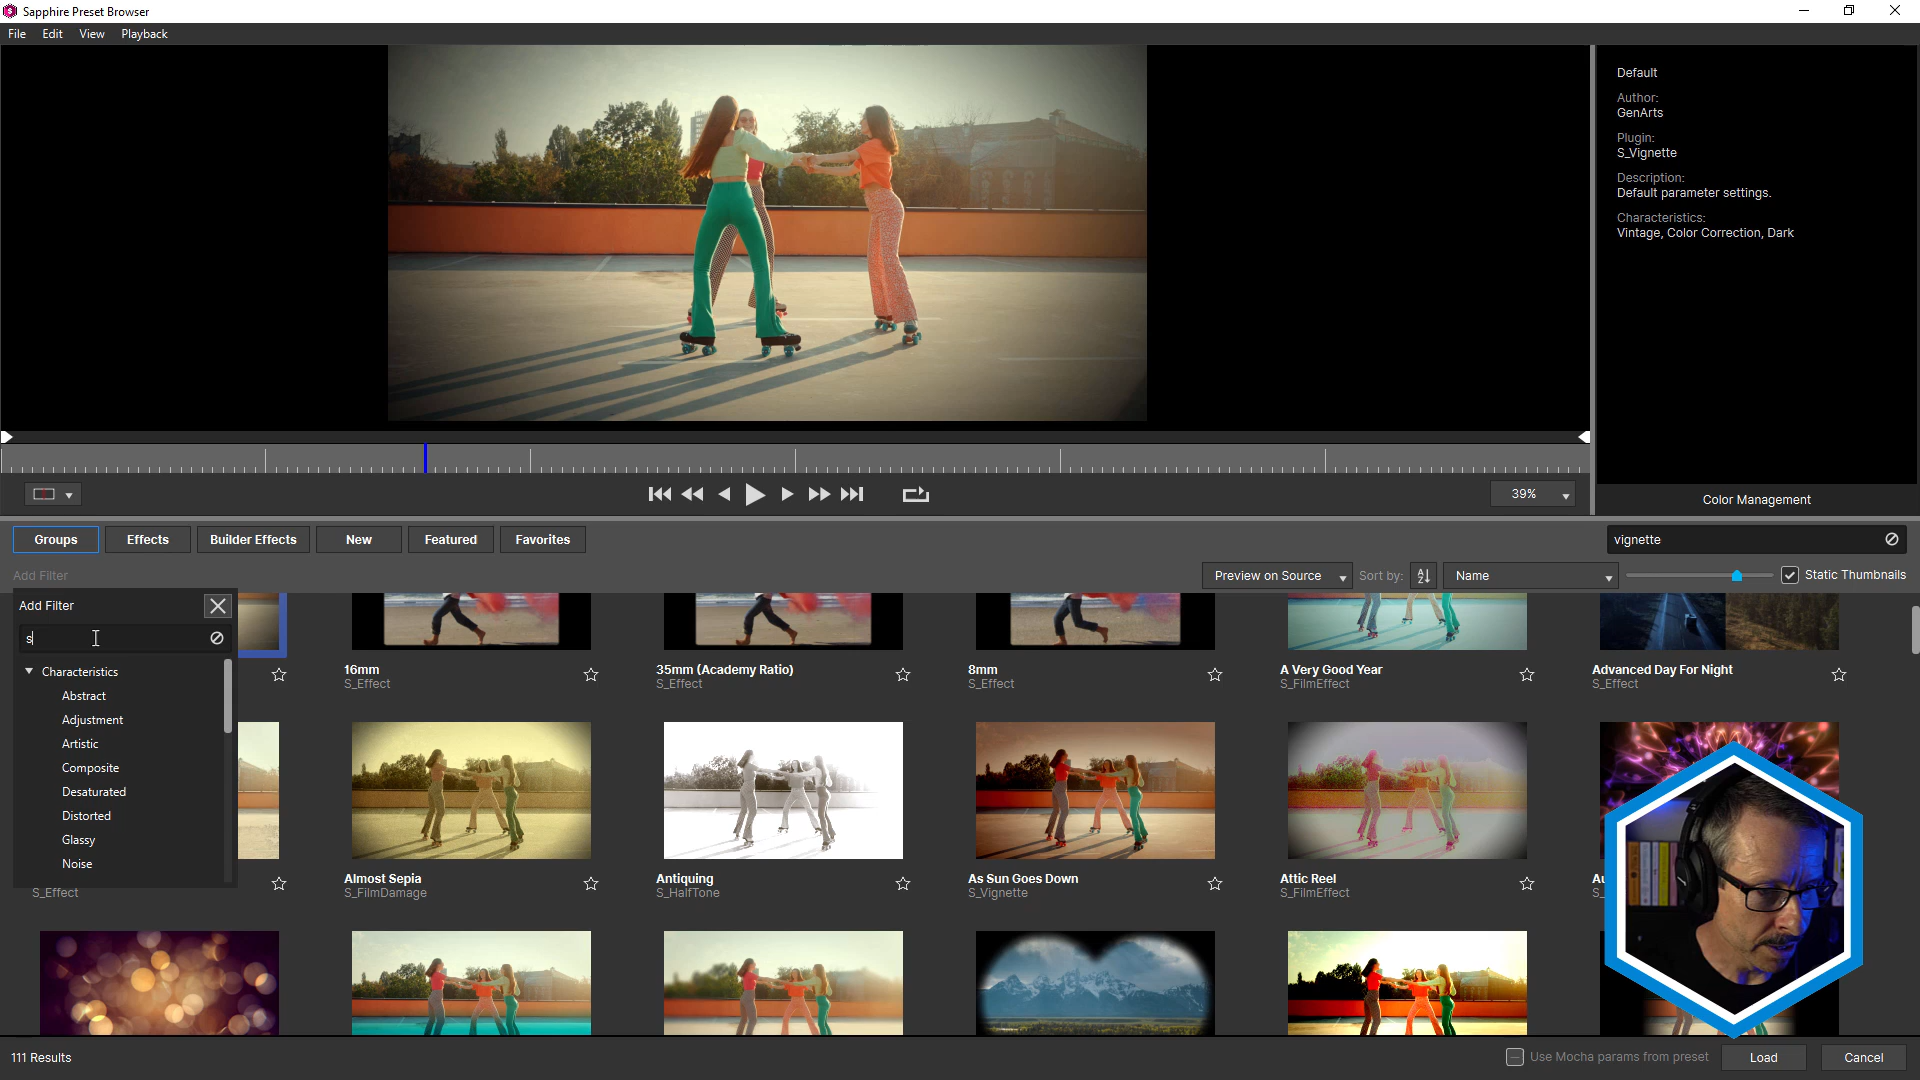 Sapphire Preset Browser
File Edit View Playback
Default
Author:
GenArts
Plugin:
S_Vignette
Description:
Default parameter settings.
Characteristics:
Vintage, Color Correction, Dark
39%
Color Management
Groups Effects Builder Effects New Featured Favorites
vignette
Add Filter
Preview on Source Sort by: Name Static Thumbnails
Add Filter
s
Characteristics
Abstract
Adjustment
Artistic
Composite
Desaturated
Distorted
Glassy
Noise
16mm
S_Effect
35mm (Academy Ratio)
S_Effect
8mm
S_Effect
A Very Good Year
S_FilmEffect
Advanced Day For Night
S_Effect
S_Effect
Almost Sepia
S_FilmDamage
Antiquing
S_HalfTone
As Sun Goes Down
S_Vignette
Attic Reel
S_FilmEffect
111 Results
Use Mocha params from preset Load Cancel